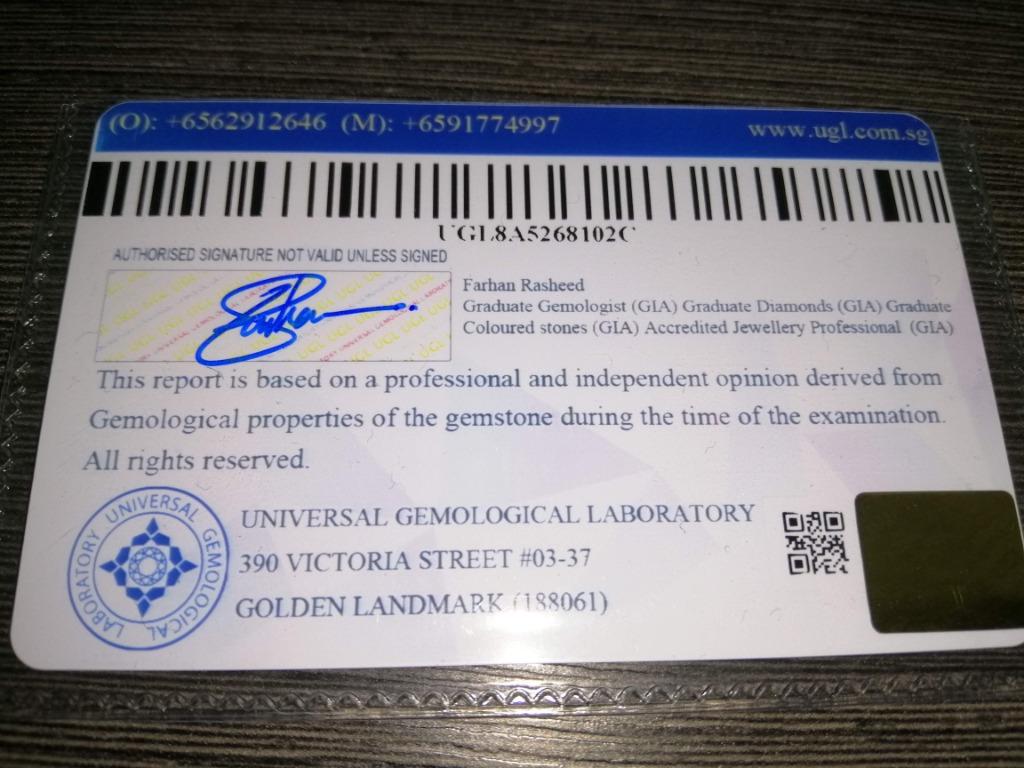 (O): +6562912646 (M): +6591774997
www.ugl.com.sg
UGL8A5268102C
AUTHORISED SIGNATURE NOT VALID UNLESS SIGNED
Farhan Rasheed
Graduate Gemologist (GIA) Graduate Diamonds (GIA) Graduate
Coloured stones (GIA) Accredited Jewellery Professional (GIA)
This report is based on a professional and independent opinion derived from
Gemological properties of the gemstone during the time of the examination.
All rights reserved.
UNIVERSAL GEMOLOGICAL LABORATORY
UNIVERSAL GEMOLOGICAL LABORATORY
390 VICTORIA STREET #03-37
GOLDEN LANDMARK (188061)